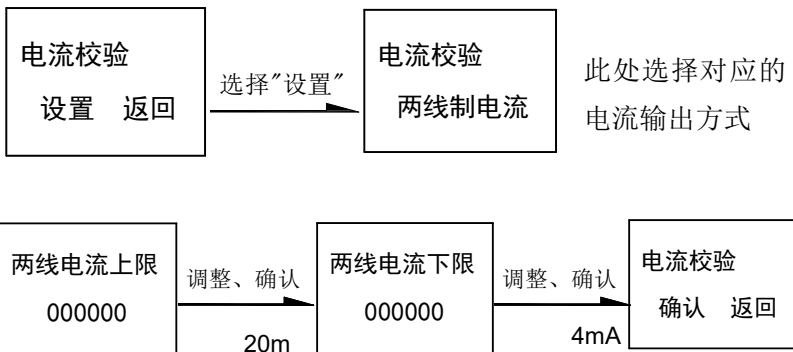 电流校验
设置 返回
选择"设置"
电流校验
两线制电流
此处选择对应的
电流输出方式
两线电流上限
000000
调整、确认
20m
两线电流下限
000000
调整、确认
4mA
电流校验
确认 返回